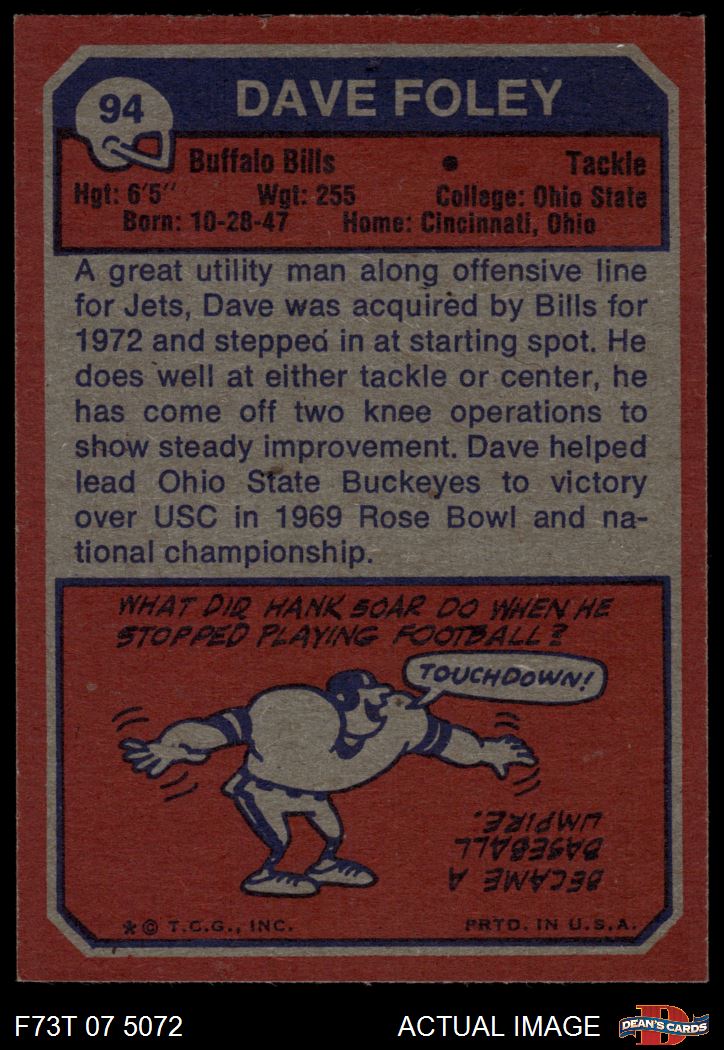 94
DAVE FOLEY
Buffalo Bills • Tackle
Hgt: 6'5" Wgt: 255 College: Ohio State
Born: 10-28-47 Home: Cincinnati, Ohio
A great utility man along offensive line
for Jets, Dave was acquired by Bills for
1972 and stepped in at starting spot. He
does well at either tackle or center, he
has come off two knee operations to
show steady improvement. Dave helped
lead Ohio State Buckeyes to victory
over USC in 1969 Rose Bowl and na-
tional championship.
WHAT DID HANK SOAR DO WHEN HE
STOPPED PLAYING FOOTBALL?
TOUCHDOWN!
BECAME A
BASEBALL
UMPIRE.
* © T.C.G., INC. PRTD. IN U.S.A.
F73T 07 5072 ACTUAL IMAGE
D
DEAN'S CARDS